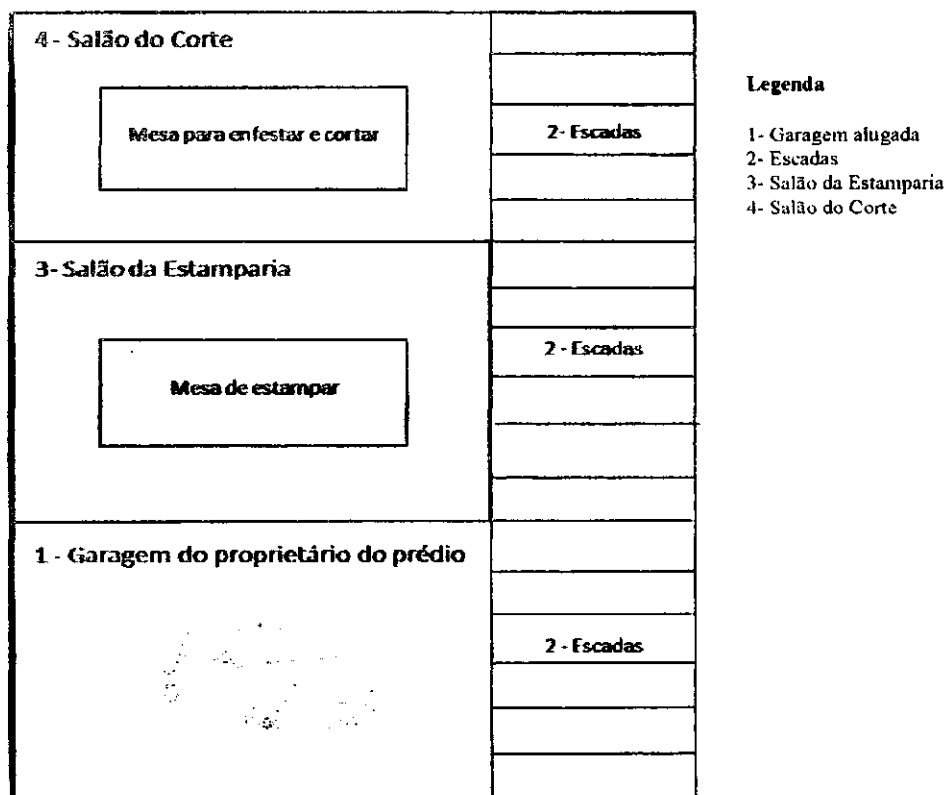 4 - Salão do Corte
Mesa para enfestar e cortar
2- Escadas
3- Salão da Estamparia
2 - Escadas
Mesa de estampar
1 - Garagem do proprietário do prédio
2 - Escadas
Legenda
1- Garagem alugada
2- Escadas
3- Salão da Estamparia
4- Salão do Corte